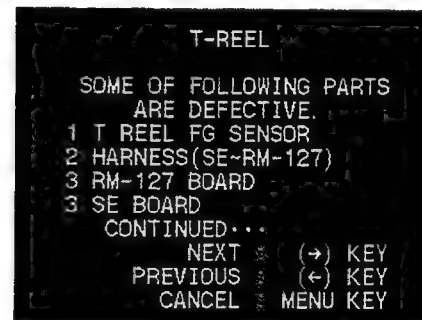 T-REEL
SOME OF FOLLOWING PARTS
ARE DEFECTIVE.
1 T REEL FG SENSOR
2 HARNESS(SE~RM-127)
3 RM-127 BOARD
3 SE BOARD
CONTINUED···
NEXT (→) KEY
PREVIOUS (←) KEY
CANCEL MENU KEY